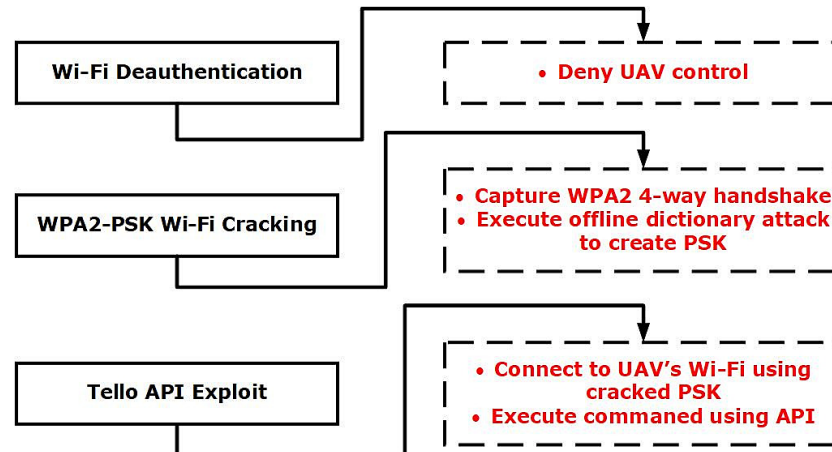 Wi-Fi Deauthentication
• Deny UAV control
WPA2-PSK Wi-Fi Cracking
• Capture WPA2 4-way handshake
• Execute offline dictionary attack
to create PSK
Tello API Exploit
• Connect to UAV's Wi-Fi using
cracked PSK
• Execute commaned using API